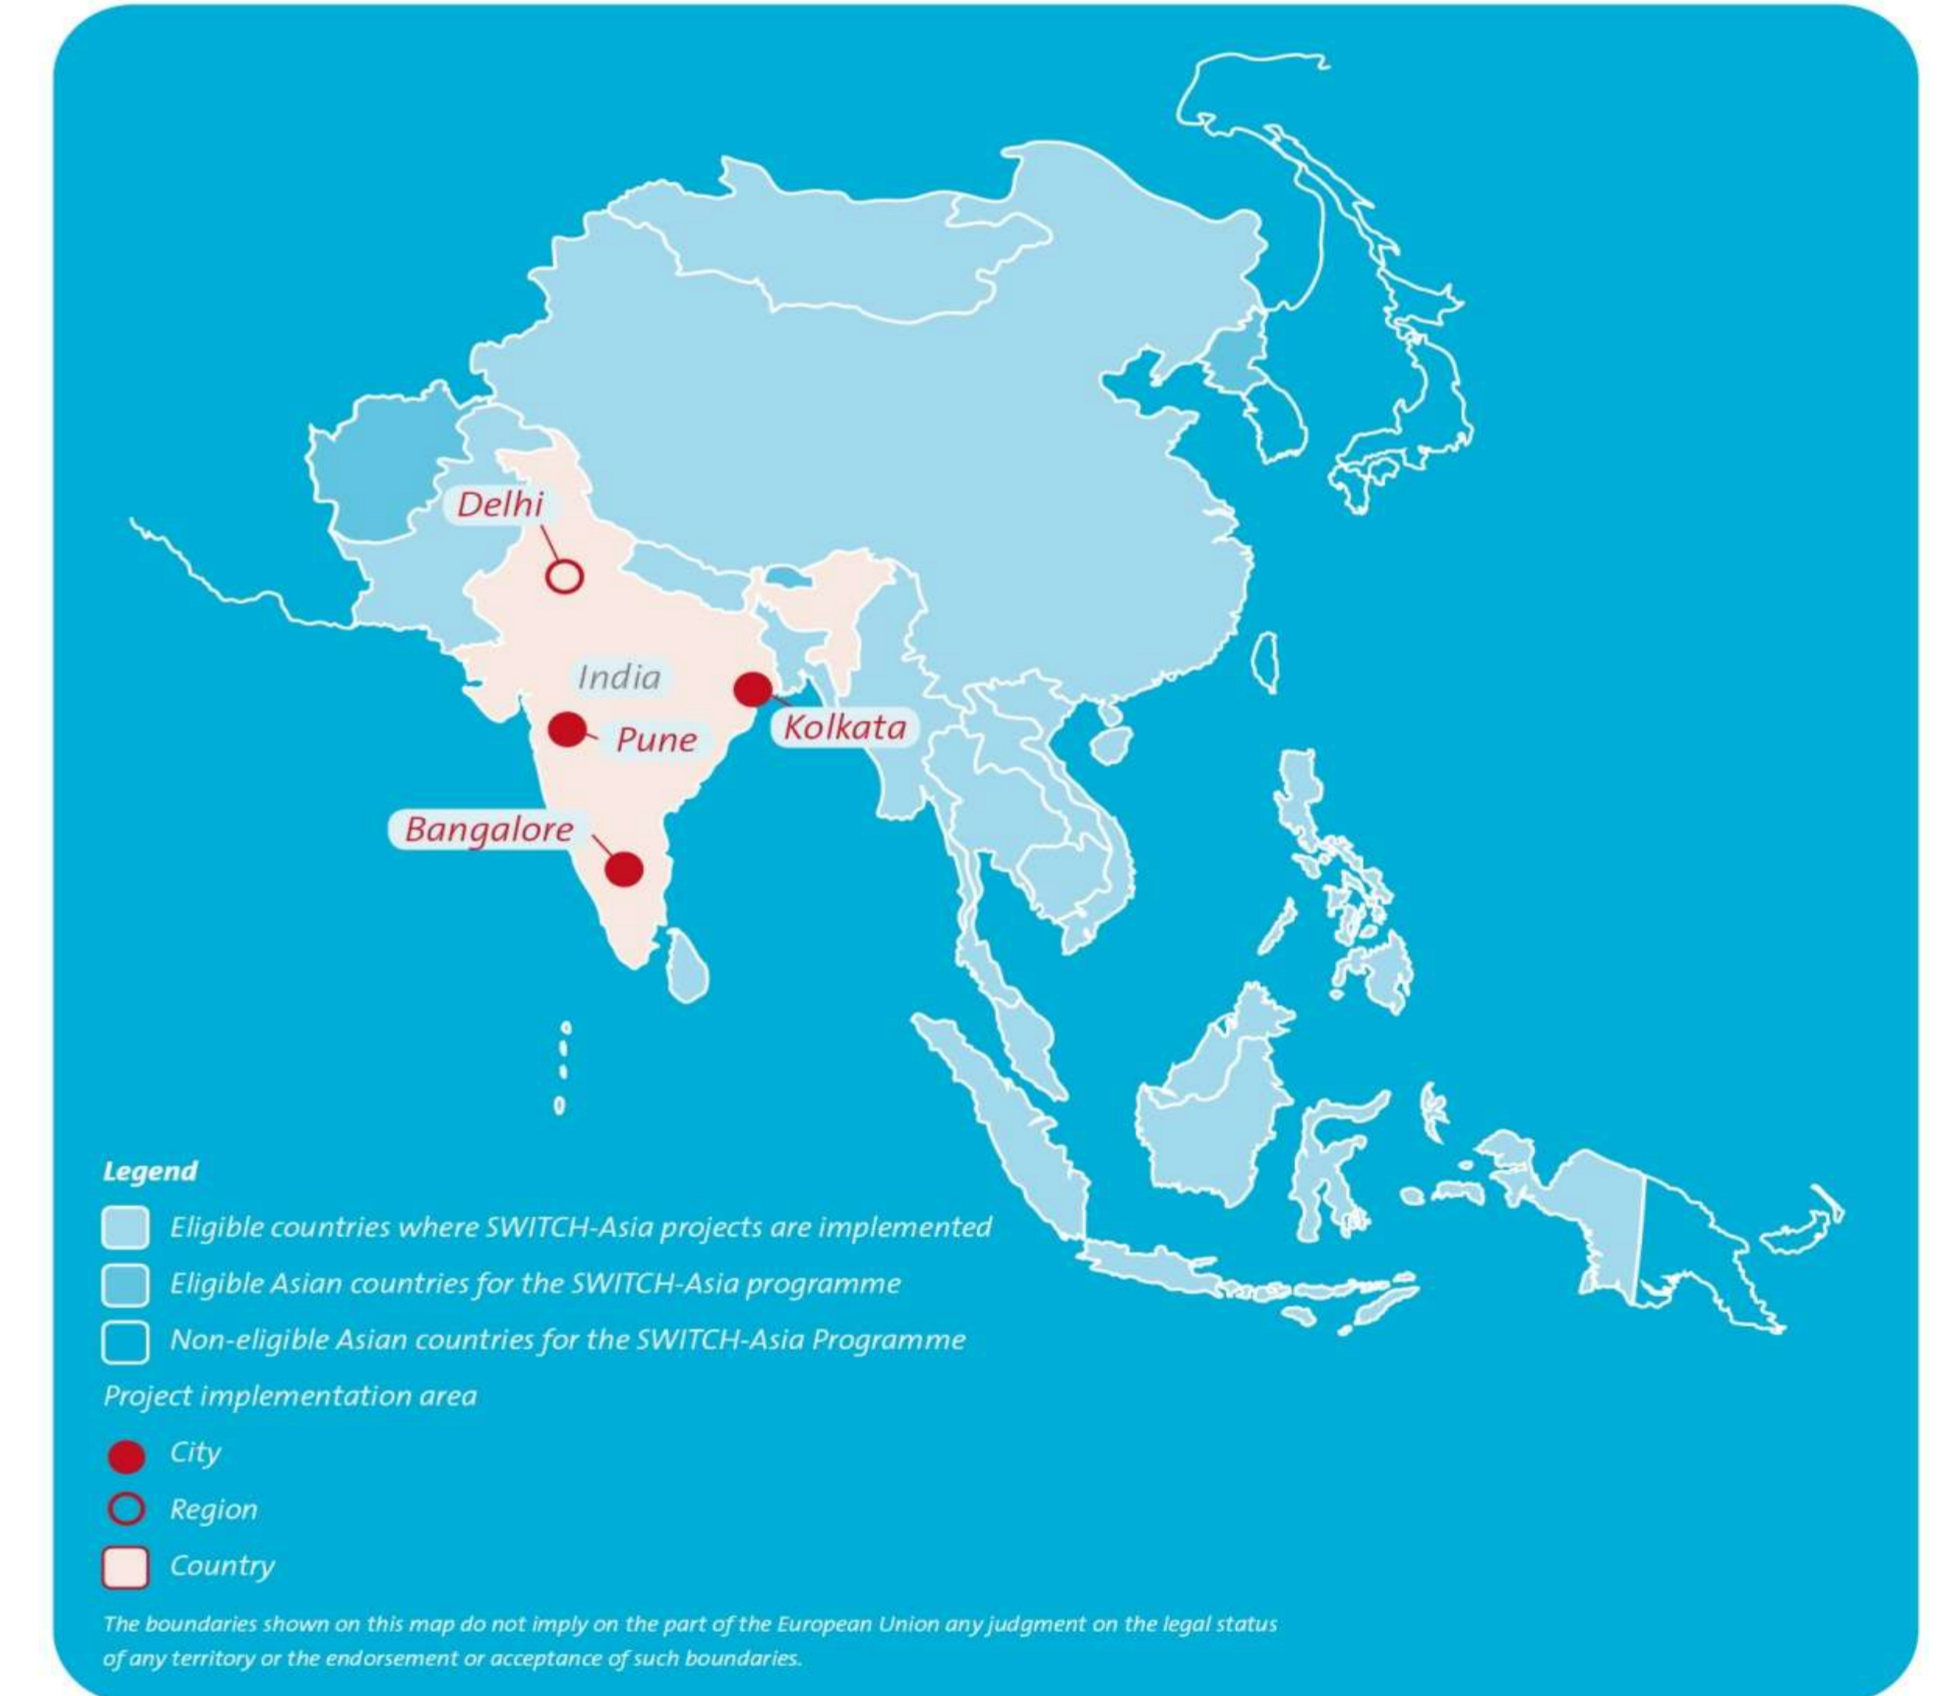 Delhi
India
Kolkata
Pune
Bangalore
Legend
Eligible countries where SWITCH-Asia projects are implemented
Eligible Asian countries for the SWITCH-Asia programme
Non-eligible Asian countries for the SWITCH-Asia Programme
Project implementation area
City
Region
Country
The boundaries shown on this map do not imply on the part of the European Union any judgment on the legal status
of any territory or the endorsement or acceptance of such boundaries.